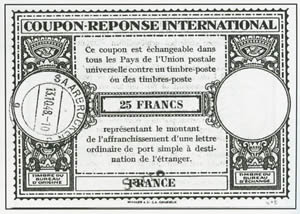 COUPON-RÉPONSE INTERNATIONAL
Ce coupon est échangeable dans
tous les Pays de l'Union postale
universelle contre un timbre-poste
ou des timbres-poste
25 FRANCS
représentant le montant
de l'affranchissement d'une lettre
ordinaire de port simple à desti-
nation de l'étranger.
FRANCE
TIMBRE DU
BUREAU
D'ORIGINE
TIMBRE DU
BUREAU
D'ÉCHANGE